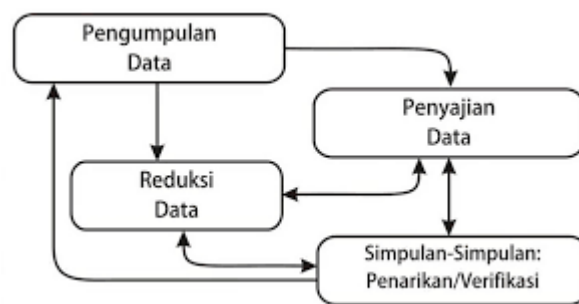 Pengumpulan
Data
Penyajian
Data
Reduksi
Data
Simpulan-Simpulan:
Penarikan/Verifikasi